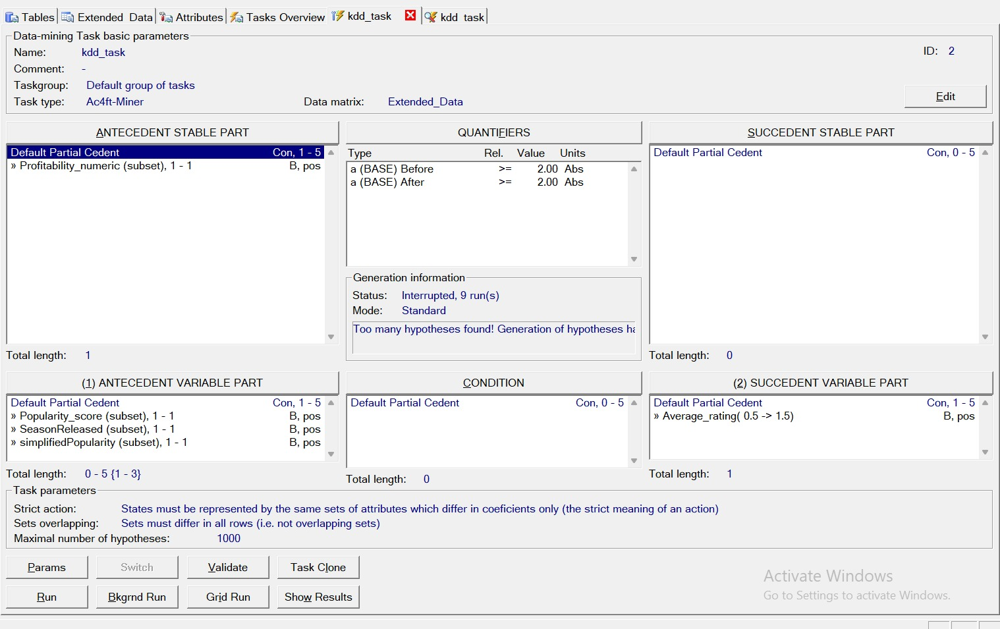 Tables Extended Data Attributes Tasks Overview kdd_task kdd task
Data-mining Task basic parameters
Name: kdd_task ID: 2
Comment: -
Taskgroup: Default group of tasks
Task type: Ac4ft-Miner Data matrix: Extended_Data Edit
ANTECEDENT STABLE PART
Default Partial Cedent Con, 1 - 5
» Profitability_numeric (subset), 1 - 1 B, pos
Total length: 1
QUANTIFIERS
Type Rel. Value Units
a (BASE) Before >= 2.00 Abs
a (BASE) After >= 2.00 Abs
Generation information
Status: Interrupted, 9 run(s)
Mode: Standard
Too many hypotheses found! Generation of hypotheses ha
SUCCEDENT STABLE PART
Default Partial Cedent Con, 0 - 5
Total length: 0
(1) ANTECEDENT VARIABLE PART
Default Partial Cedent Con, 1 - 5
» Popularity_score (subset), 1 - 1 B, pos
» SeasonReleased (subset), 1 - 1 B, pos
» simplifiedPopularity (subset), 1 - 1 B, pos
Total length: 0 - 5 {1 - 3}
CONDITION
Default Partial Cedent Con, 0 - 5
Total length: 0
(2) SUCCEDENT VARIABLE PART
Default Partial Cedent Con, 1 - 5
» Average_rating( 0.5 -> 1.5) B, pos
Total length: 1
Task parameters
Strict action: States must be represented by the same sets of attributes which differ in coeficients only (the strict meaning of an action)
Sets overlapping: Sets must differ in all rows (i.e. not overlapping sets)
Maximal number of hypotheses: 1000
Params Switch Validate Task Clone
Run Bkgrnd Run Grid Run Show Results
Activate Windows
Go to Settings to activate Windows.